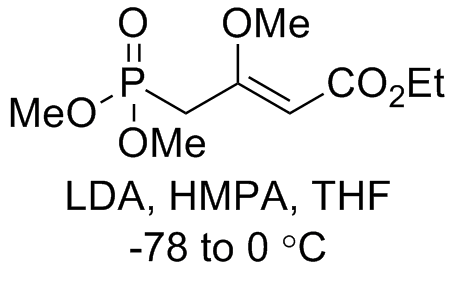 O
OMe
P
CO₂Et
MeO
OMe
LDA, HMPA, THF
-78 to 0 °C